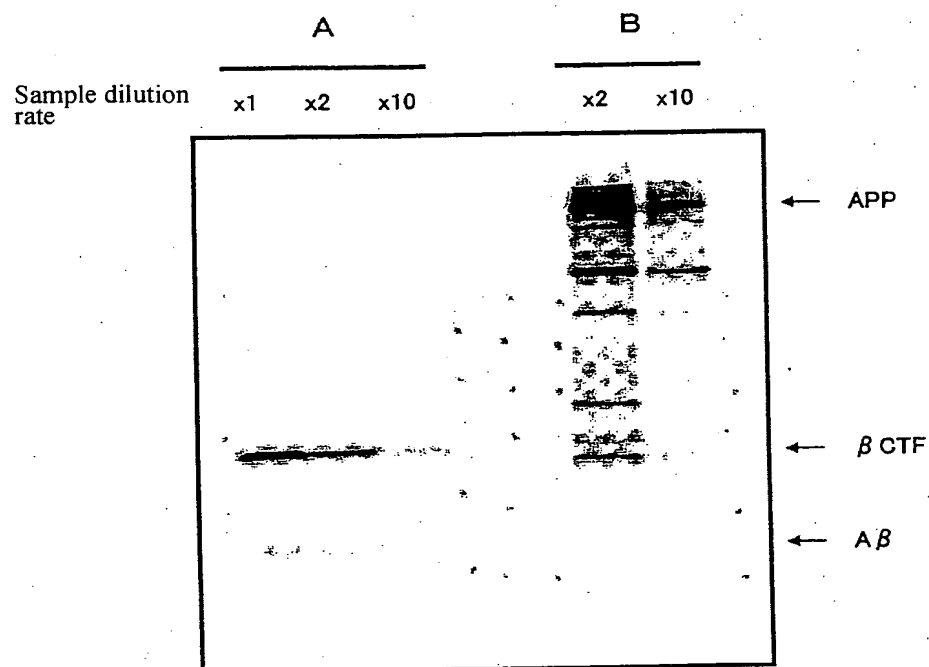 A B
Sample dilution
rate
x1 x2 x10 x2 x10
APP
β CTF
A β